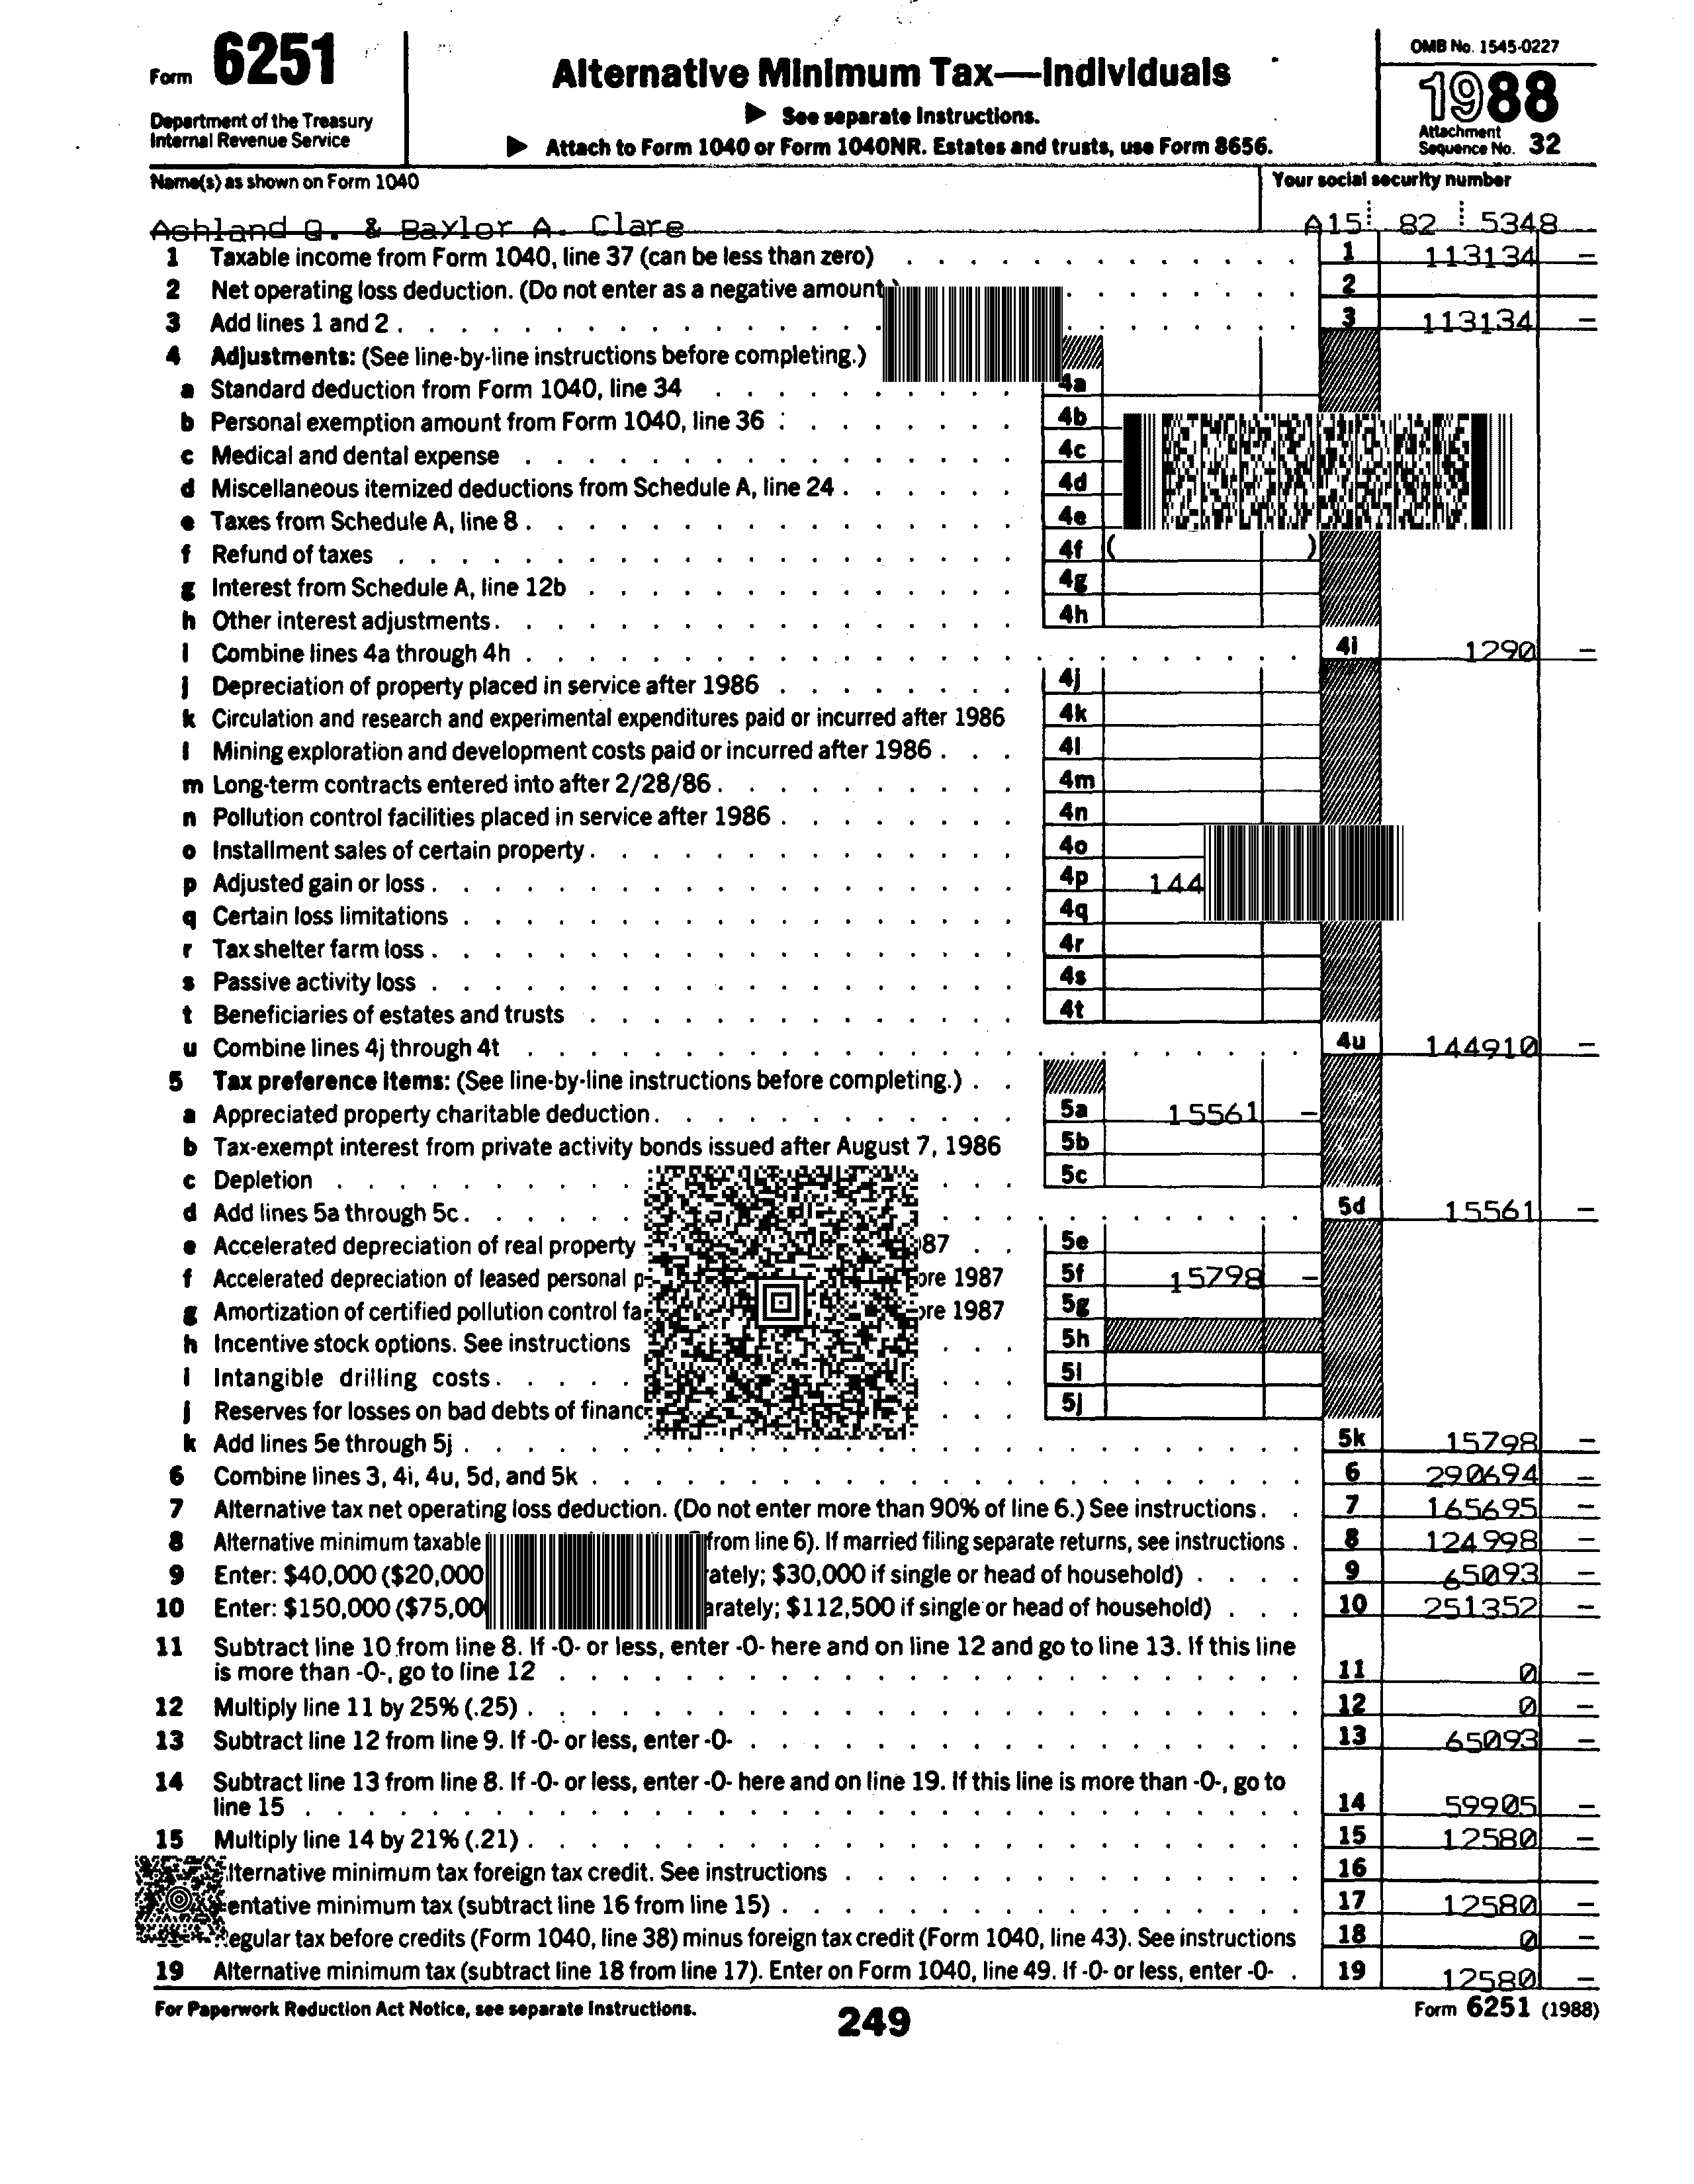 Form 6251
Department of the Treasury
Internal Revenue Service
Alternative Minimum Tax—Individuals
▶ See separate Instructions.
▶ Attach to Form 1040 or Form 1040NR. Estates and trusts, use Form 8656.
OMB No. 1545-0227
1988
Attachment
Sequence No. 32
Name(s) as shown on Form 1040
Your social security number
Ashland Q. & Baylor A. Clare A15 82 5348
1 Taxable income from Form 1040, line 37 (can be less than zero) 1 113134 –
2 Net operating loss deduction. (Do not enter as a negative amount 2
3 Add lines 1 and 2 3 113134 –
4 Adjustments: (See line-by-line instructions before completing.)
a Standard deduction from Form 1040, line 34 4a
b Personal exemption amount from Form 1040, line 36 4b
c Medical and dental expense 4c
d Miscellaneous itemized deductions from Schedule A, line 24 4d
e Taxes from Schedule A, line 8 4e
f Refund of taxes 4f ( )
g Interest from Schedule A, line 12b 4g
h Other interest adjustments 4h
i Combine lines 4a through 4h 4i 1290 –
j Depreciation of property placed in service after 1986 4j
k Circulation and research and experimental expenditures paid or incurred after 1986 4k
l Mining exploration and development costs paid or incurred after 1986 4l
m Long-term contracts entered into after 2/28/86 4m
n Pollution control facilities placed in service after 1986 4n
o Installment sales of certain property 4o
p Adjusted gain or loss 4p 144
q Certain loss limitations 4q
r Tax shelter farm loss 4r
s Passive activity loss 4s
t Beneficiaries of estates and trusts 4t
u Combine lines 4j through 4t 4u 144910 –
5 Tax preference items: (See line-by-line instructions before completing.)
a Appreciated property charitable deduction 5a 15561 –
b Tax-exempt interest from private activity bonds issued after August 7, 1986 5b
c Depletion 5c
d Add lines 5a through 5c 5d 15561 –
e Accelerated depreciation of real property 87 5e
f Accelerated depreciation of leased personal 1987 5f 15798 –
g Amortization of certified pollution control 1987 5g
h Incentive stock options. See instructions 5h
i Intangible drilling costs 5i
j Reserves for losses on bad debts of 5j
k Add lines 5e through 5j 5k 15798 –
6 Combine lines 3, 4i, 4u, 5d, and 5k 6 290694 –
7 Alternative tax net operating loss deduction. (Do not enter more than 90% of line 6.) See instructions 7 165695 –
8 Alternative minimum taxable from line 6). If married filing separate returns, see instructions 8 124998 –
9 Enter: $40,000 ($20,000 $30,000 if single or head of household) 9 65093 –
10 Enter: $150,000 $112,500 if single or head of household) 10 251352 –
11 Subtract line 10 from line 8. If -0- or less, enter -0- here and on line 12 and go to line 13. If this line
is more than -0-, go to line 12 11 0 –
12 Multiply line 11 by 25% (.25) 12 0 –
13 Subtract line 12 from line 9. If -0- or less, enter -0- 13 65093 –
14 Subtract line 13 from line 8. If -0- or less, enter -0- here and on line 19. If this line is more than -0-, go to
line 15 14 59905 –
15 Multiply line 14 by 21% (.21) 15 12580 –
minimum tax foreign tax credit. See instructions 16
minimum tax (subtract line 16 from line 15) 17 12580 –
tax before credits (Form 1040, line 38) minus foreign tax credit (Form 1040, line 43). See instructions 18 0 –
19 Alternative minimum tax (subtract line 18 from line 17). Enter on Form 1040, line 49. If -0- or less, enter -0- 19 12580 –
For Paperwork Reduction Act Notice, see separate Instructions.
249
Form 6251 (1988)